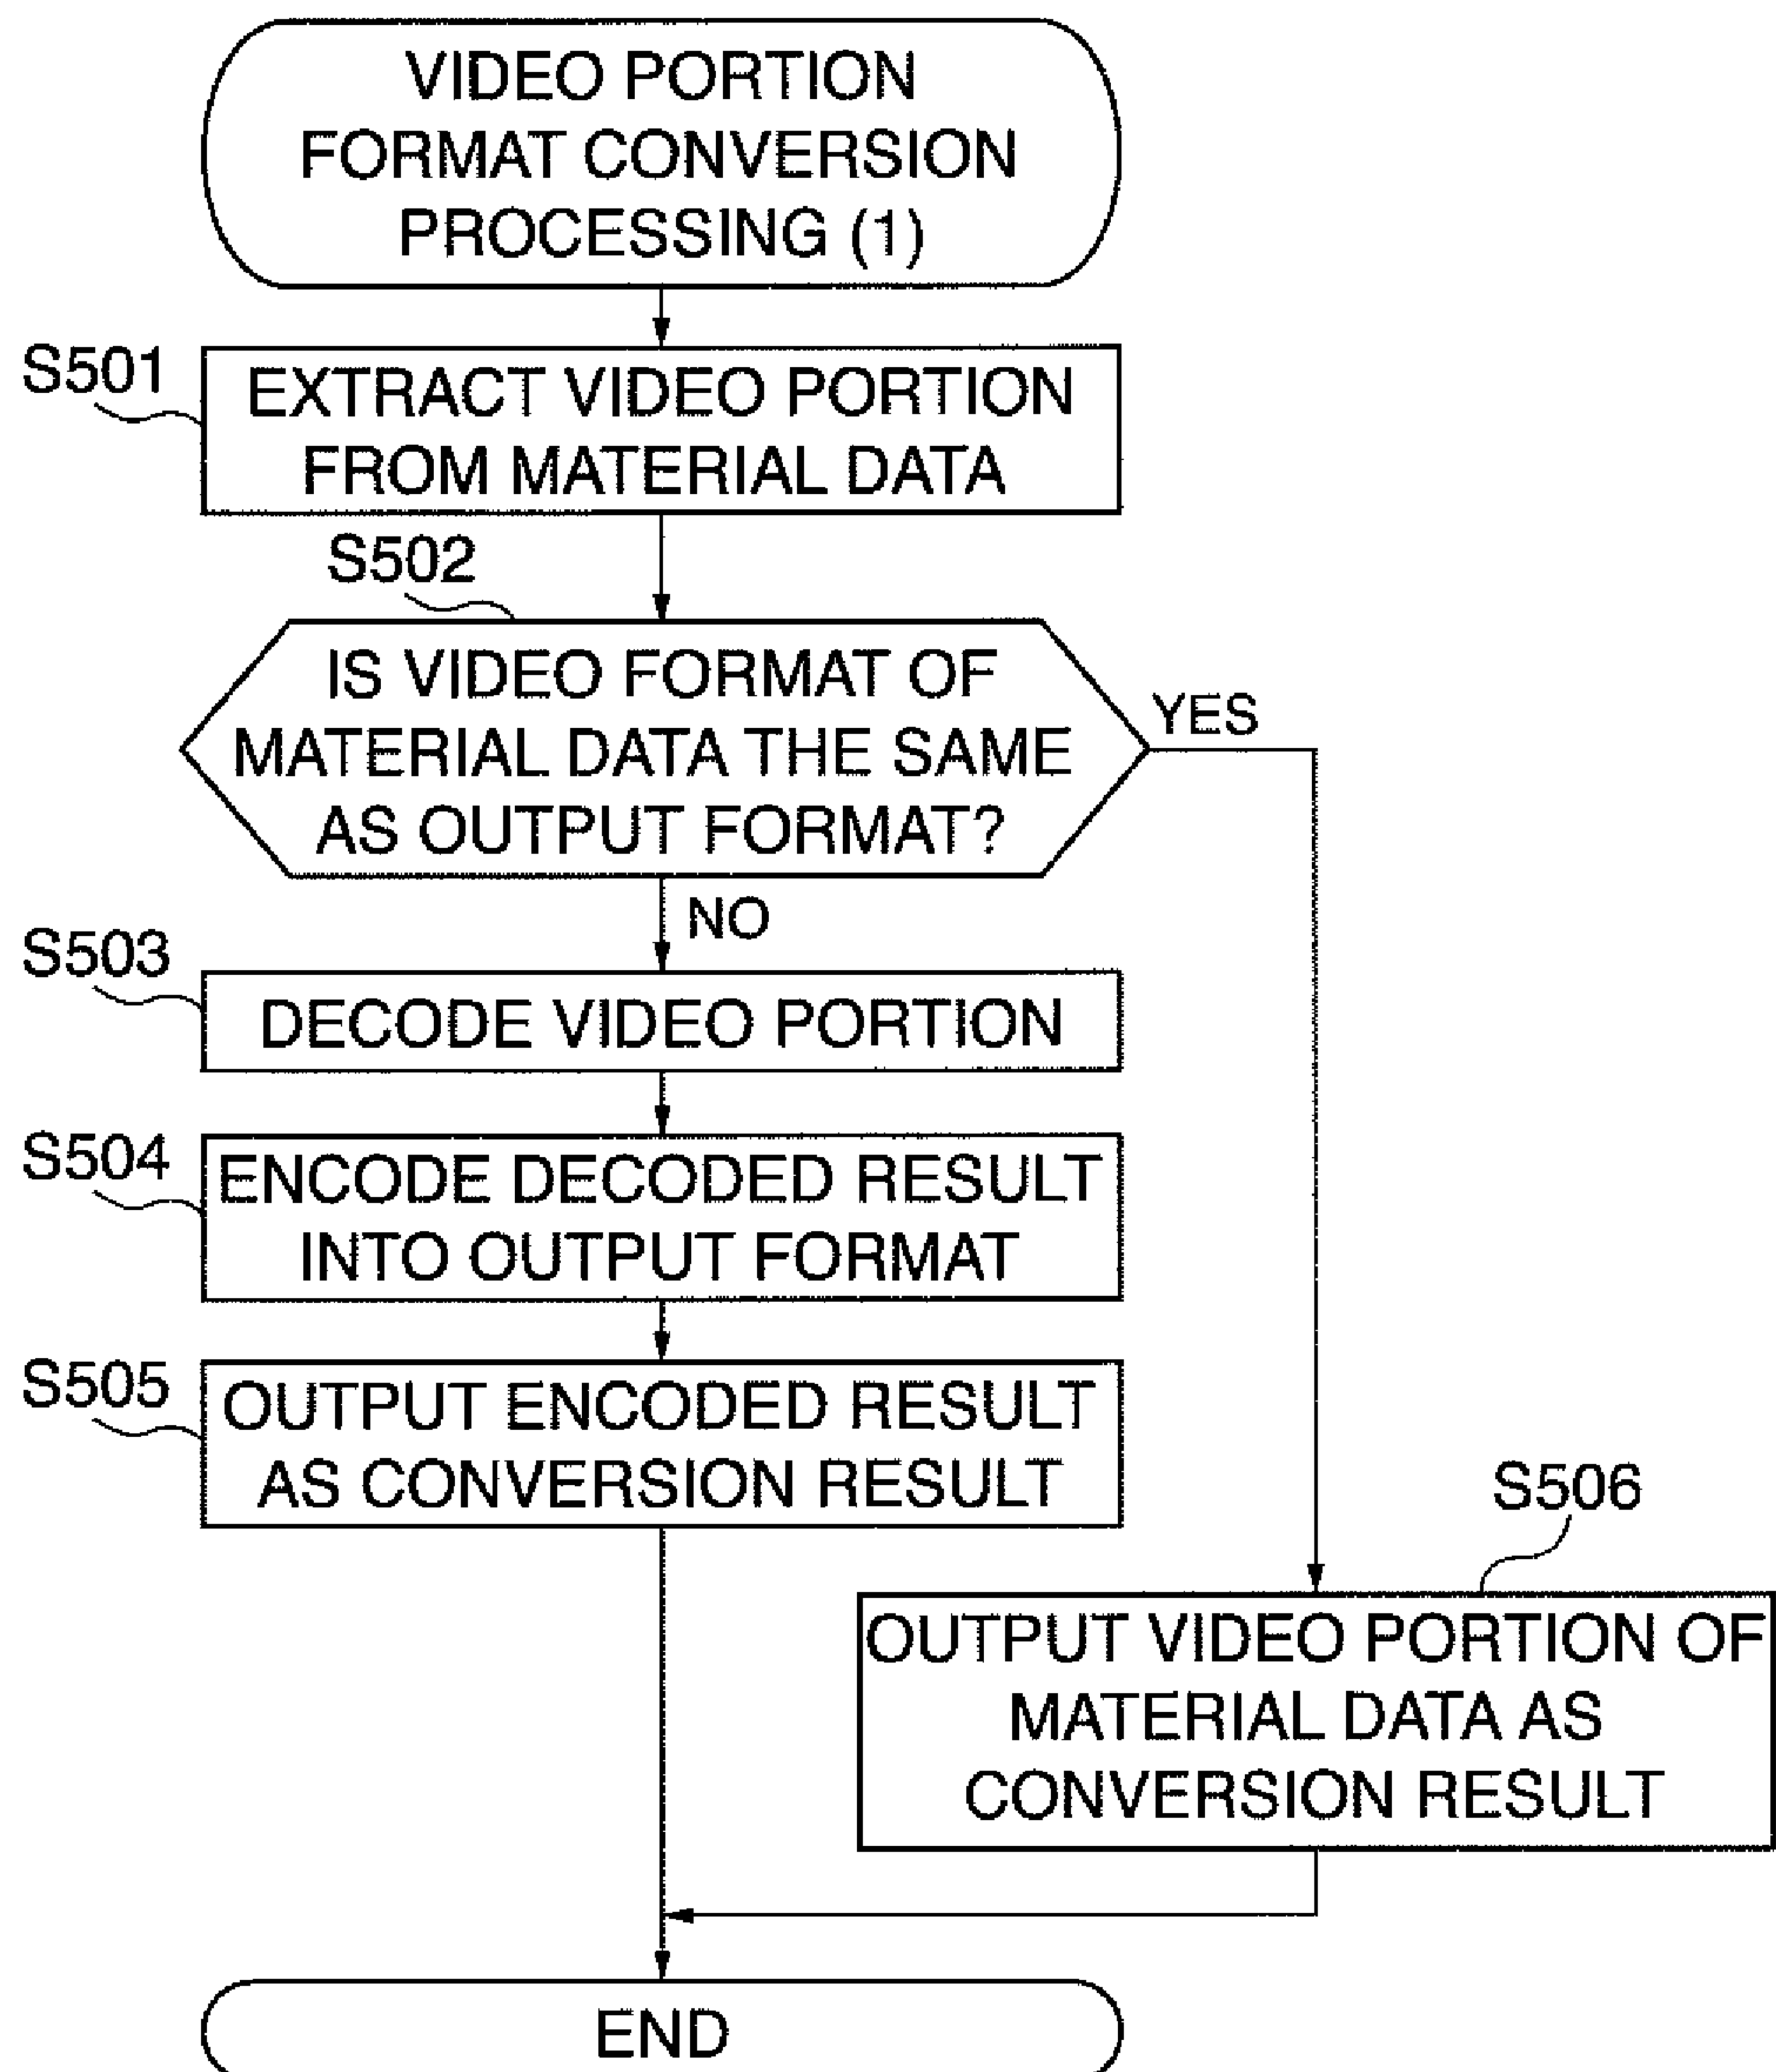 VIDEO PORTION
FORMAT CONVERSION
PROCESSING (1)
S501
EXTRACT VIDEO PORTION
FROM MATERIAL DATA
S502
IS VIDEO FORMAT OF
MATERIAL DATA THE SAME
AS OUTPUT FORMAT?
YES
NO
S503
DECODE VIDEO PORTION
S504
ENCODE DECODED RESULT
INTO OUTPUT FORMAT
S505
OUTPUT ENCODED RESULT
AS CONVERSION RESULT
S506
OUTPUT VIDEO PORTION OF
MATERIAL DATA AS
CONVERSION RESULT
END